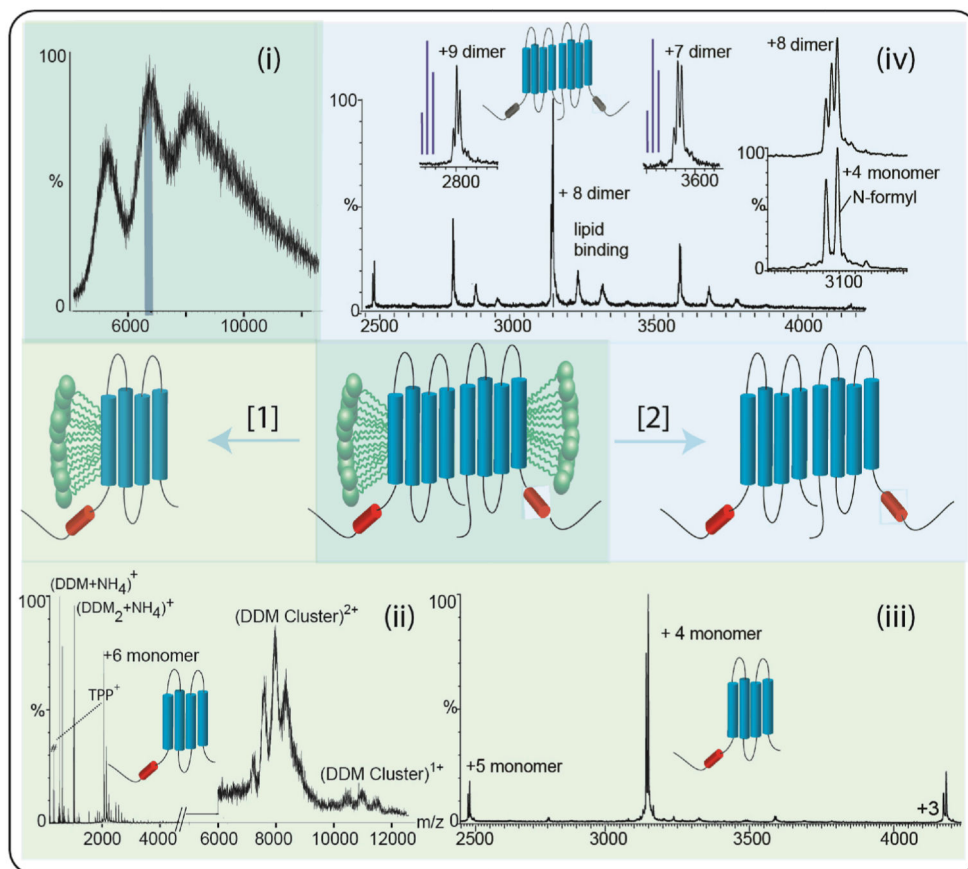 (i)
100
%
0
6000
10000
(iv)
+9 dimer
2800
+7 dimer
3600
+8 dimer
100
+4 monomer
N-formyl
%
0
3100
100
+ 8 dimer
%
lipid
binding
0
2500
3000
3500
4000
[1]
[2]
(ii)
(DDM+NH₄)⁺
100
(DDM₂+NH₄)⁺
(DDM Cluster)²⁺
+6 monomer
TPP⁺
%
(DDM Cluster)¹⁺
0
2000
4000
6000
8000
10000
12000
m/z
(iii)
100
+ 4 monomer
%
+5 monomer
+3
0
2500
3000
3500
4000